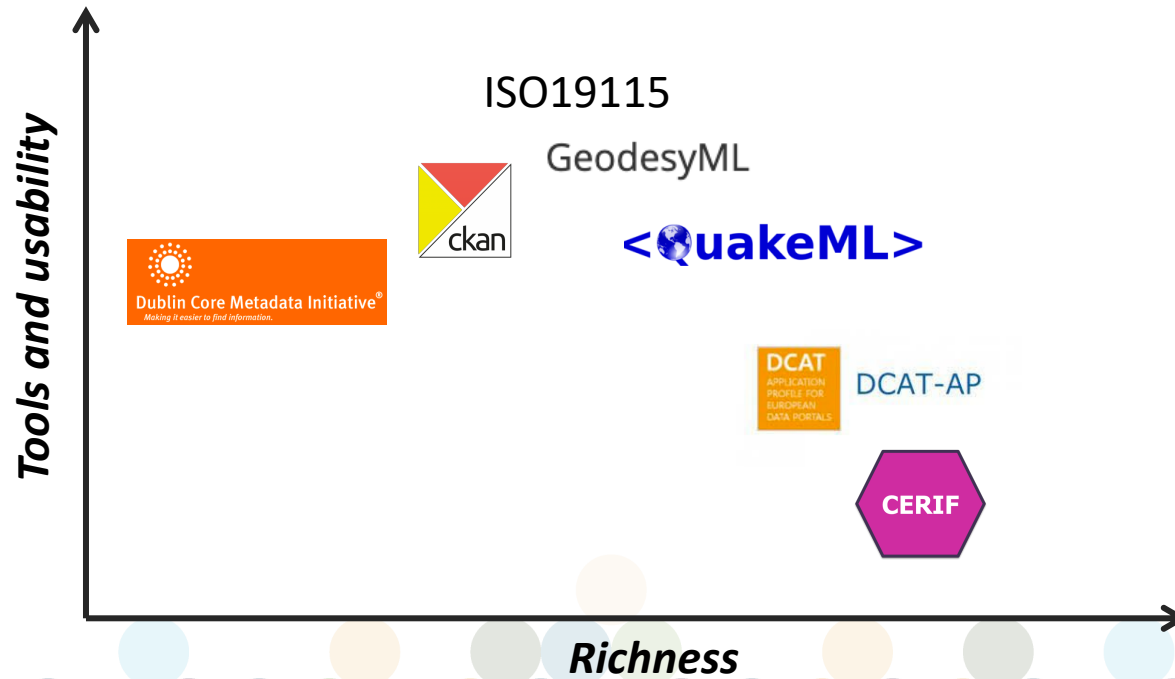 Tools and usability
ISO19115
GeodesyML
ckan
<QuakeML>
Dublin Core Metadata Initiative®
Making it easier to find information.
DCAT
APPLICATION
PROFILE FOR
EUROPEAN
DATA PORTALS
DCAT-AP
CERIF
Richness